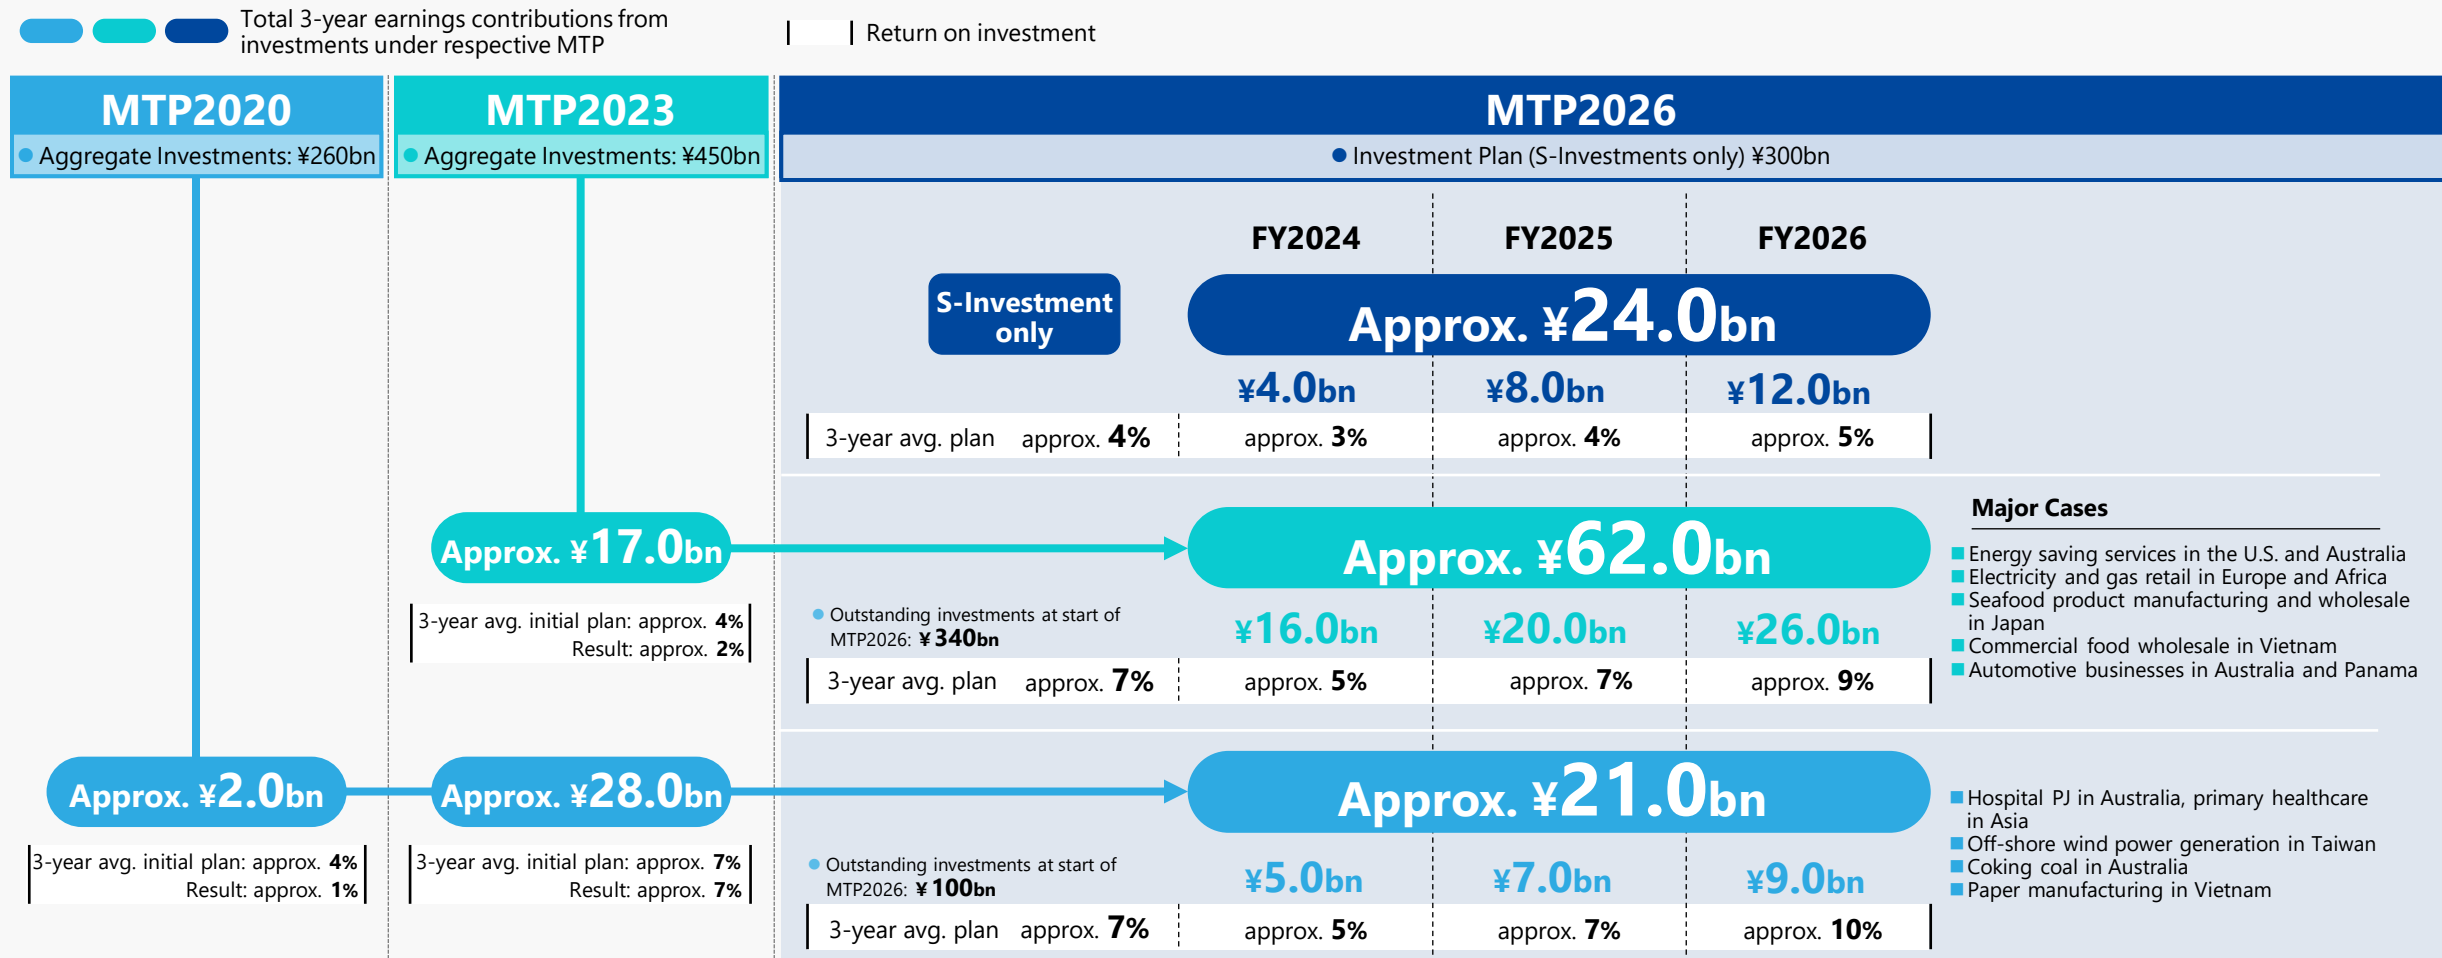 Total 3-year earnings contributions from
investments under respective MTP
Return on investment
MTP2020
● Aggregate Investments: ¥260bn
MTP2023
● Aggregate Investments: ¥450bn
MTP2026
● Investment Plan (S-Investments only) ¥300bn
FY2024 FY2025 FY2026
S-Investment
only
Approx. ¥24.0bn
¥4.0bn ¥8.0bn ¥12.0bn
3-year avg. plan approx. 4% approx. 3% approx. 4% approx. 5%
Approx. ¥17.0bn
3-year avg. initial plan: approx. 4%
Result: approx. 2%
Approx. ¥62.0bn
● Outstanding investments at start of
MTP2026: ¥340bn
¥16.0bn ¥20.0bn ¥26.0bn
3-year avg. plan approx. 7% approx. 5% approx. 7% approx. 9%
Major Cases
■ Energy saving services in the U.S. and Australia
■ Electricity and gas retail in Europe and Africa
■ Seafood product manufacturing and wholesale
in Japan
■ Commercial food wholesale in Vietnam
■ Automotive businesses in Australia and Panama
Approx. ¥2.0bn
3-year avg. initial plan: approx. 4%
Result: approx. 1%
Approx. ¥28.0bn
3-year avg. initial plan: approx. 7%
Result: approx. 7%
Approx. ¥21.0bn
● Outstanding investments at start of
MTP2026: ¥100bn
¥5.0bn ¥7.0bn ¥9.0bn
3-year avg. plan approx. 7% approx. 5% approx. 7% approx. 10%
■ Hospital PJ in Australia, primary healthcare
in Asia
■ Off-shore wind power generation in Taiwan
■ Coking coal in Australia
■ Paper manufacturing in Vietnam